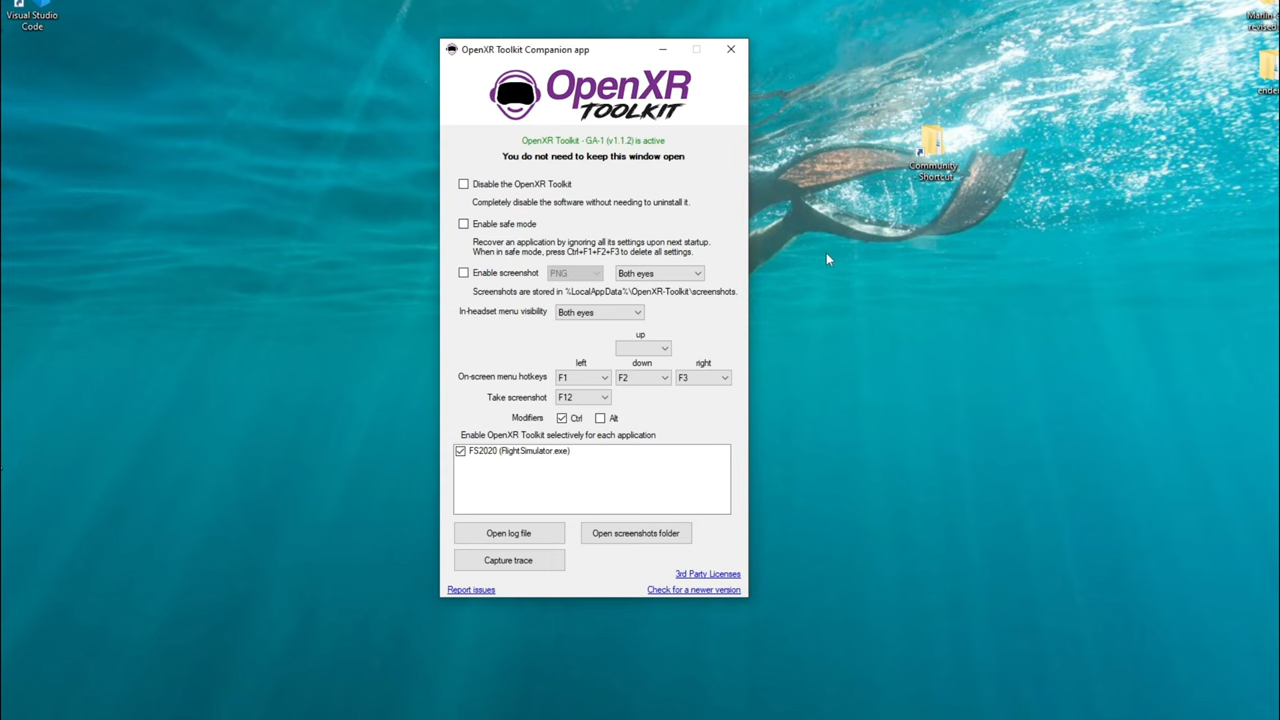 Visual Studio
Code
revised
OpenXR Toolkit Companion app
OpenXR
TOOLKIT
OpenXR Toolkit - GA-1 (v1.1.2) is active
You do not need to keep this window open
Community
Shortcut
Disable the OpenXR Toolkit
Completely disable the software without needing to uninstall it.
Enable safe mode
Recover an application by ignoring all its settings upon next startup.
When in safe mode, press Ctrl+F1+F2+F3 to delete all settings.
Enable screenshot PNG Both eyes
Screenshots are stored in %LocalAppData%\OpenXR-Toolkit\screenshots.
In-headset menu visibility Both eyes
up
left down right
On-screen menu hotkeys F1 F2 F3
Take screenshot F12
Modifiers Ctrl Alt
Enable OpenXR Toolkit selectively for each application
FS2020 (FlightSimulator.exe)
Open log file Open screenshots folder
Capture trace
3rd Party Licenses
Report issues Check for a newer version